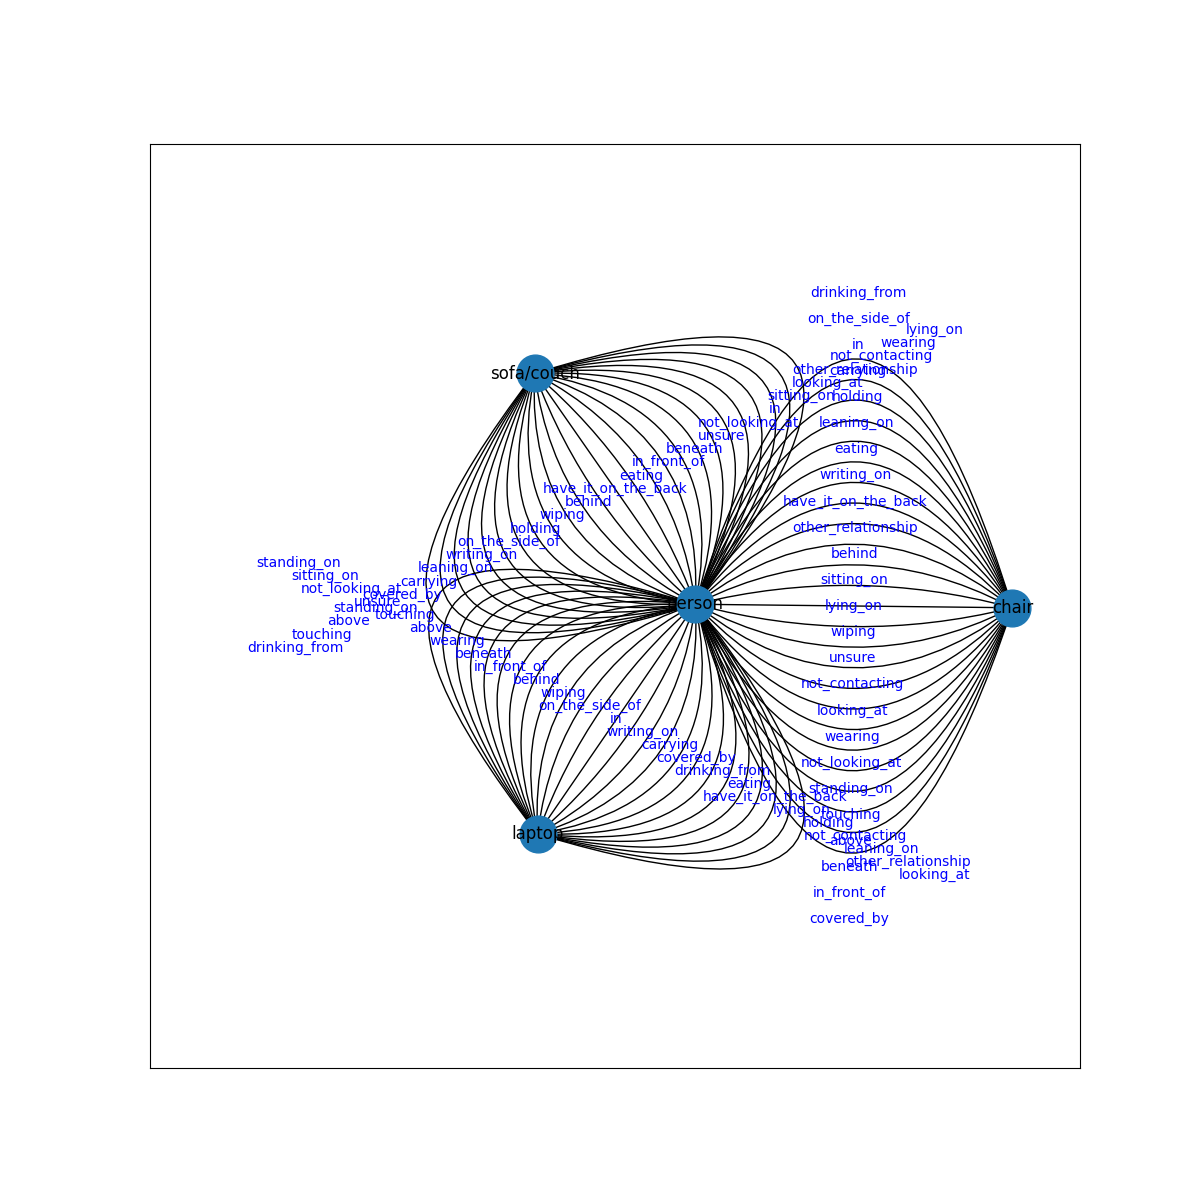 drinking_from
on_the_side_of
lying_on
wearing
in
not_contacting
other_relationship
carrying
sofa/couch
looking_at
sitting_on
holding
in
not_looking_at
leaning_on
unsure
beneath
eating
in_front_of
eating
writing_on
have_it_on_the_back
behind
have_it_on_the_back
wiping
holding
other_relationship
on_the_side_of
writing_on
behind
standing_on
leaning_on
sitting_on
carrying
sitting_on
not_looking_at
covered_by
unsure
standing_on
person
lying_on
chair
touching
above
above
wiping
touching
wearing
drinking_from
beneath
unsure
in_front_of
behind
not_contacting
wiping
on_the_side_of
looking_at
in
writing_on
wearing
carrying
covered_by
not_looking_at
drinking_from
eating
standing_on
have_it_on_the_back
lying_on
touching
holding
laptop
not_contacting
above
leaning_on
other_relationship
beneath
looking_at
in_front_of
covered_by